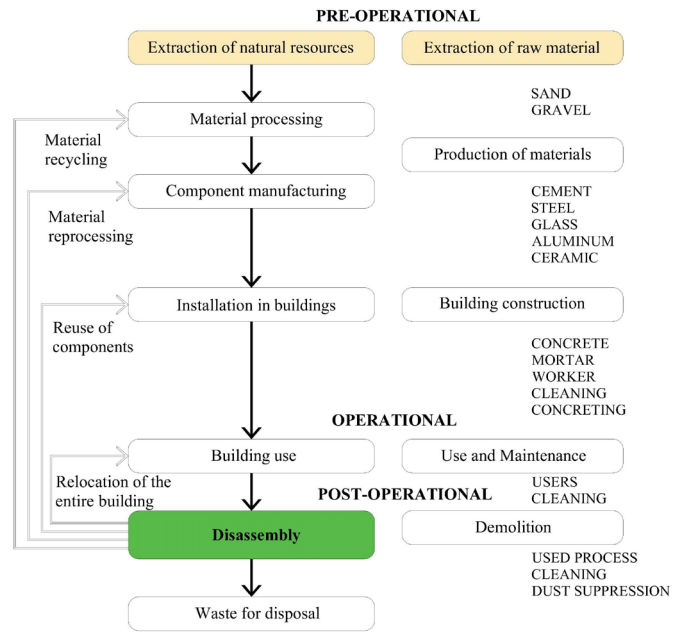 PRE-OPERATIONAL
Extraction of natural resources
Extraction of raw material
SAND
GRAVEL
Material processing
Material
recycling
Production of materials
Component manufacturing
CEMENT
STEEL
GLASS
ALUMINUM
CERAMIC
Material
reprocessing
Installation in buildings
Building construction
Reuse of
components
CONCRETE
MORTAR
WORKER
CLEANING
CONCRETING
OPERATIONAL
Building use
Use and Maintenance
Relocation of the
entire building
USERS
CLEANING
POST-OPERATIONAL
Disassembly
Demolition
USED PROCESS
CLEANING
DUST SUPPRESSION
Waste for disposal